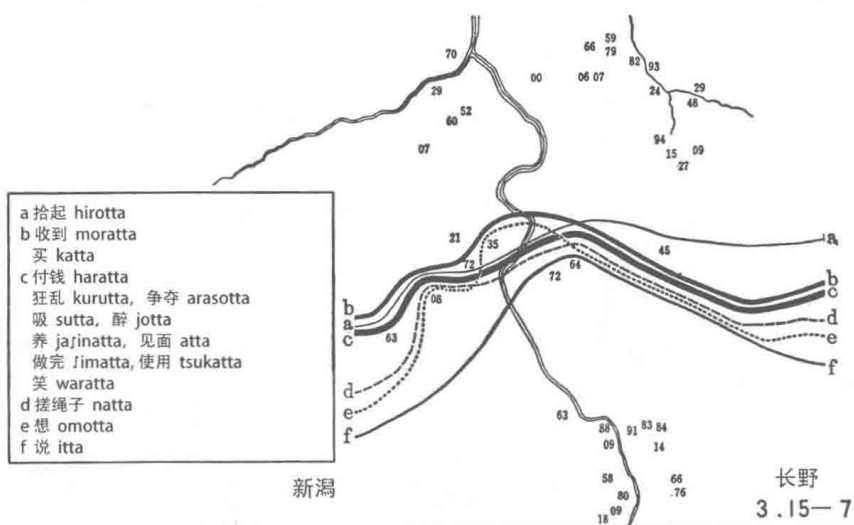 59
66
79
70
82 93
00
06 07
29
24
29
48
52
60
07
94
15
09
27
a 拾起 hirotta
b 收到 moratta
买 katta
c 付钱 haratta
狂乱 kurutta, 争夺 arasotta
吸 sutta, 醉 jotta
养 jaʃinatta, 见面 atta
做完 ʃimatta, 使用 tsukatta
笑 waratta
d 搓绳子 natta
e 想 omotta
f 说 itta
21
35
72
45
a
64
72
08
b
c
b
a
c
63
d
e
f
d
e
f
63
88
91 83 84
09
14
58
66
80
.76
09
18
新潟
长野
3.15—7